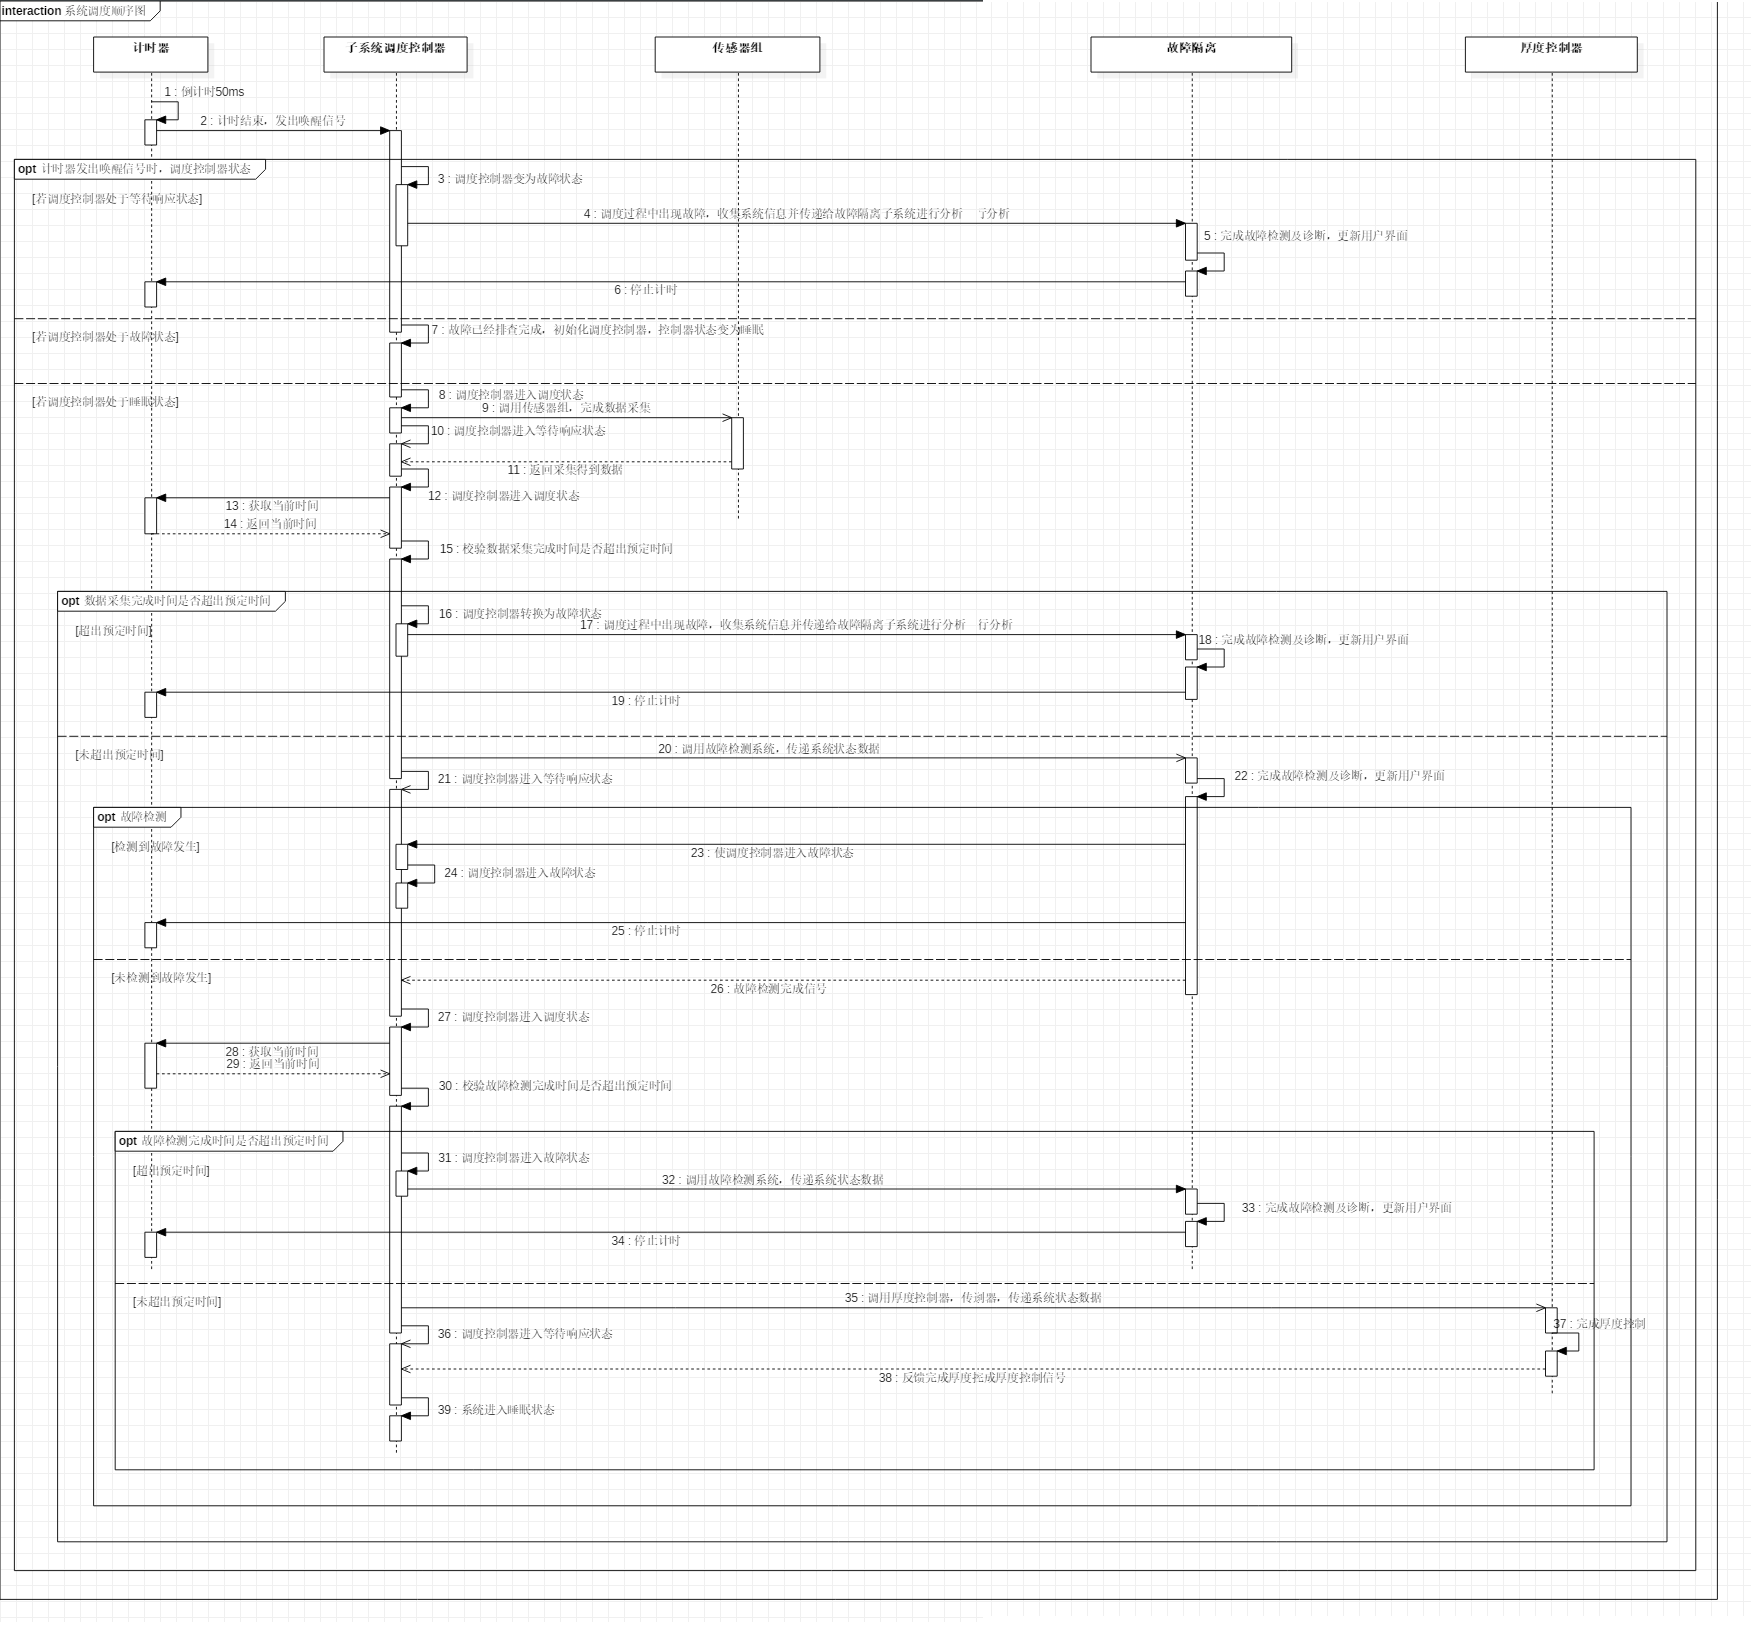 interaction 系统调度顺序图
计时器
子系统调度控制器
传感器组
故障隔离
厚度控制器
1 : 倒计时50ms
2 : 计时结束，发出唤醒信号
opt 计时器发出唤醒信号时，调度控制器状态
[若调度控制器处于等待响应状态]
3 : 调度控制器变为故障状态
4 : 调度过程中出现故障，收集系统信息并传递给故障隔离子系统进行分析 行分析
5 : 完成故障检测及诊断，更新用户界面
6 : 停止计时
[若调度控制器处于故障状态]
7 : 故障已经排查完成，初始化调度控制器，控制器状态变为睡眠
[若调度控制器处于睡眠状态]
8 : 调度控制器进入调度状态
9 : 调用传感器组，完成数据采集
10 : 调度控制器进入等待响应状态
11 : 返回采集得到数据
12 : 调度控制器进入调度状态
13 : 获取当前时间
14 : 返回当前时间
15 : 校验数据采集完成时间是否超出预定时间
opt 数据采集完成时间是否超出预定时间
[超出预定时间]
16 : 调度控制器转换为故障状态
17 : 调度过程中出现故障，收集系统信息并传递给故障隔离子系统进行分析 行分析
18 : 完成故障检测及诊断，更新用户界面
19 : 停止计时
[未超出预定时间]
20 : 调用故障检测系统，传递系统状态数据
21 : 调度控制器进入等待响应状态
22 : 完成故障检测及诊断，更新用户界面
opt 故障检测
[检测到故障发生]
23 : 使调度控制器进入故障状态
24 : 调度控制器进入故障状态
25 : 停止计时
[未检测到故障发生]
26 : 故障检测完成信号
27 : 调度控制器进入调度状态
28 : 获取当前时间
29 : 返回当前时间
30 : 校验故障检测完成时间是否超出预定时间
opt 故障检测完成时间是否超出预定时间
[超出预定时间]
31 : 调度控制器进入故障状态
32 : 调用故障检测系统，传递系统状态数据
33 : 完成故障检测及诊断，更新用户界面
34 : 停止计时
[未超出预定时间]
35 : 调用厚度控制器，传递系统状态数据
36 : 调度控制器进入等待响应状态
37 : 完成厚度控制
38 : 反馈完成厚度控制信号
39 : 系统进入睡眠状态